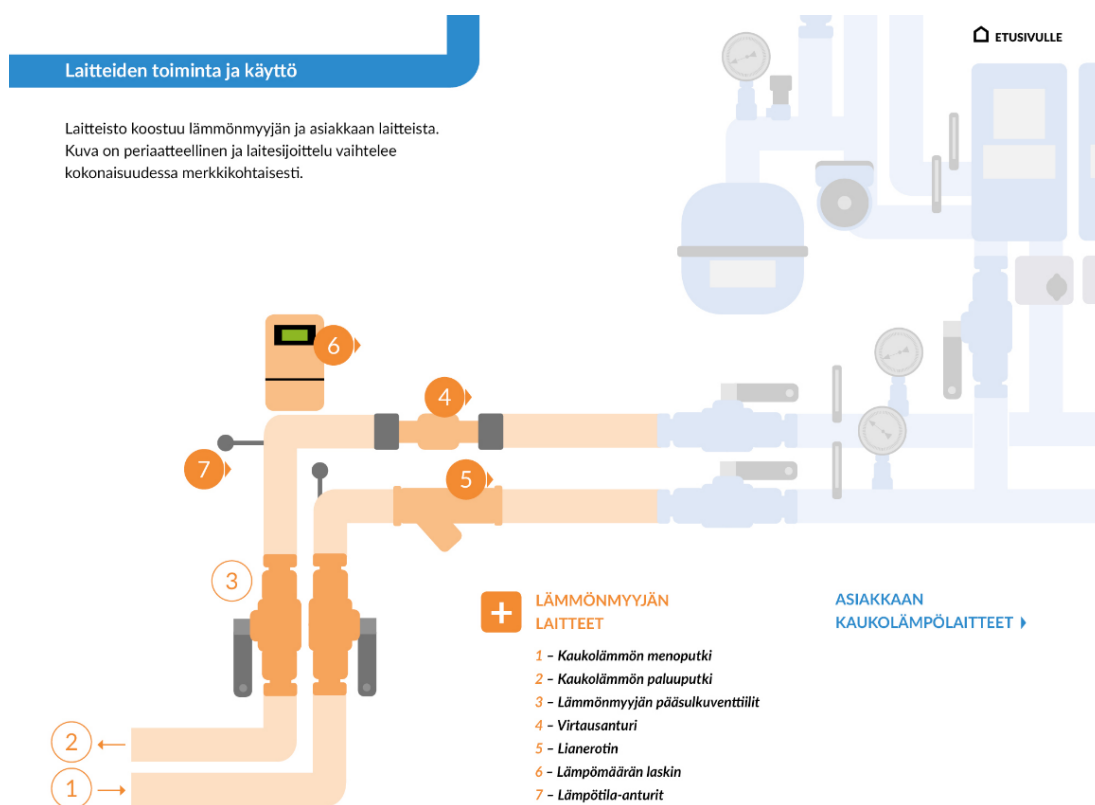 ETUSIVULLE
Laitteiden toiminta ja käyttö
Laitteisto koostuu lämmönmyyjän ja asiakkaan laitteista.
Kuva on periaatteellinen ja laitesijoittelu vaihtelee
kokonaisuudessa merkkikohtaisesti.
6
4
7
5
3
2
1
LÄMMÖNMYYJÄN
LAITTEET
1 – Kaukolämmön menoputki
2 – Kaukolämmön paluuputki
3 – Lämmönmyyjän pääsulkuventtiilit
4 – Virtausanturi
5 – Lianerotin
6 – Lämpömäärän laskin
7 – Lämpötila-anturit
ASIAKKAAN
KAUKOLÄMPÖLAITTEET